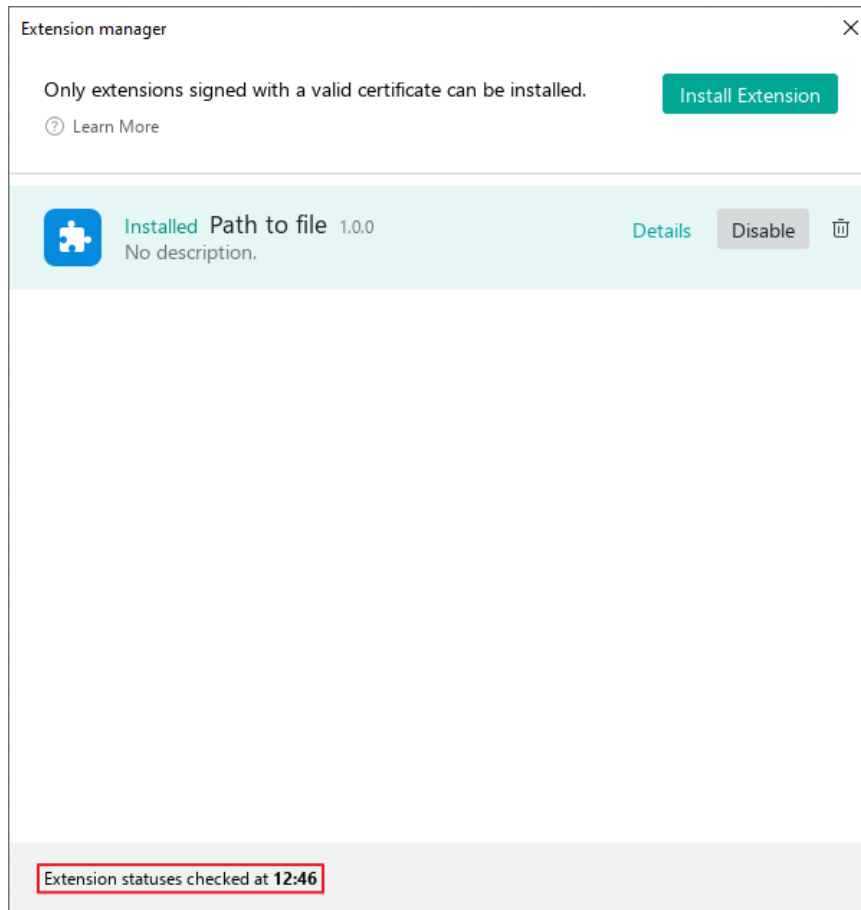 Extension manager
Only extensions signed with a valid certificate can be installed.
Install Extension
? Learn More
Installed Path to file 1.0.0
Details Disable
No description.
Extension statuses checked at 12:46